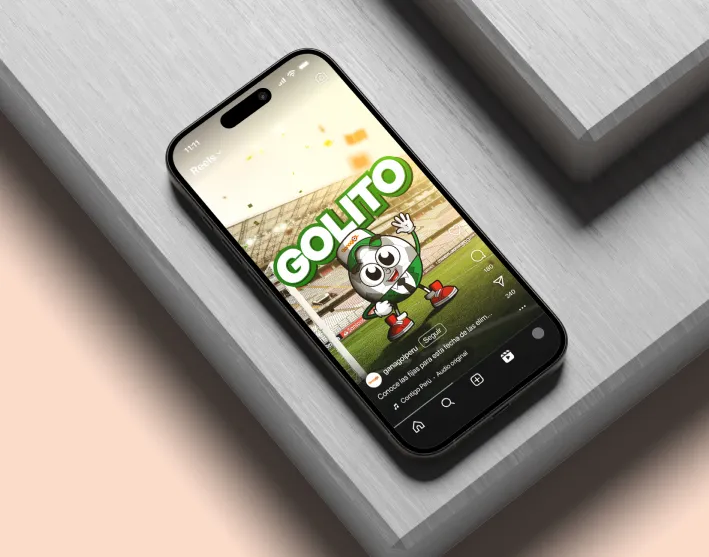 11:11
Reels
GOLITO
180
240
ganagolperu
Seguir
Conoce las fijas para esta fecha de las elim...
Contigo Perú · Audio original